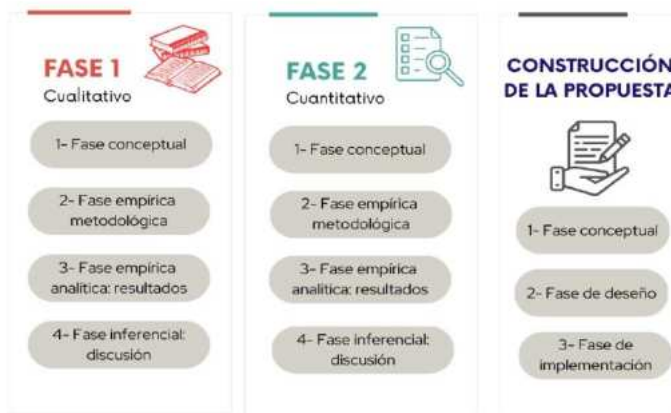 FASE 1
Cualitativo
1- Fase conceptual
2- Fase empírica
metodológica
3- Fase empírica
analítica: resultados
4- Fase inferencial:
discusión
FASE 2
Cuantitativo
1- Fase conceptual
2- Fase empírica
metodológica
3- Fase empírica
analítica: resultados
4- Fase inferencial:
discusión
CONSTRUCCIÓN
DE LA PROPUESTA
1- Fase conceptual
2- Fase de deseño
3- Fase de
implementación